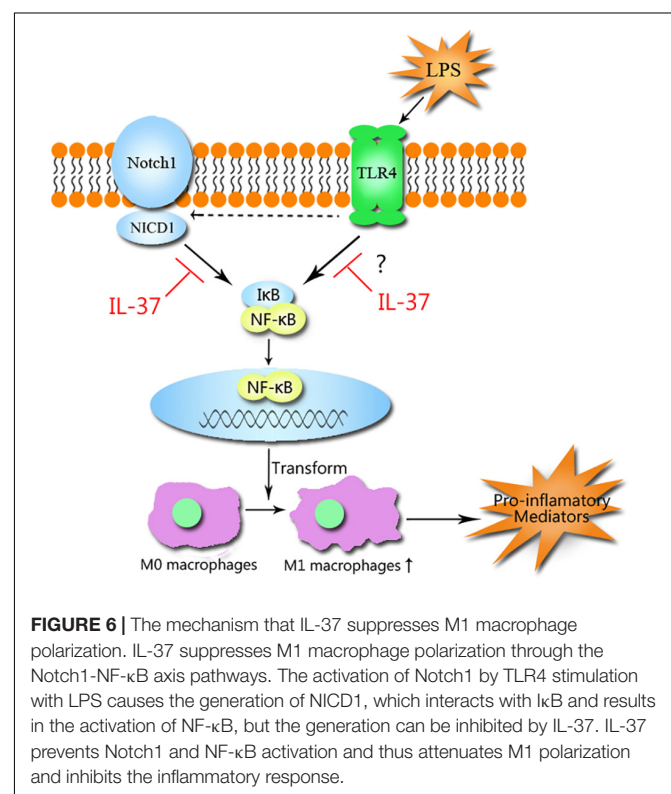 LPS
Notch1
TLR4
NICD1
?
IL-37
IL-37
IκB
NF-κB
NF-κB
Transform
M0 macrophages
M1 macrophages ↑
Pro-inflamatory
Mediators
FIGURE 6 | The mechanism that IL-37 suppresses M1 macrophage
polarization. IL-37 suppresses M1 macrophage polarization through the
Notch1-NF-κB axis pathways. The activation of Notch1 by TLR4 stimulation
with LPS causes the generation of NICD1, which interacts with IκB and results
in the activation of NF-κB, but the generation can be inhibited by IL-37. IL-37
prevents Notch1 and NF-κB activation and thus attenuates M1 polarization
and inhibits the inflammatory response.